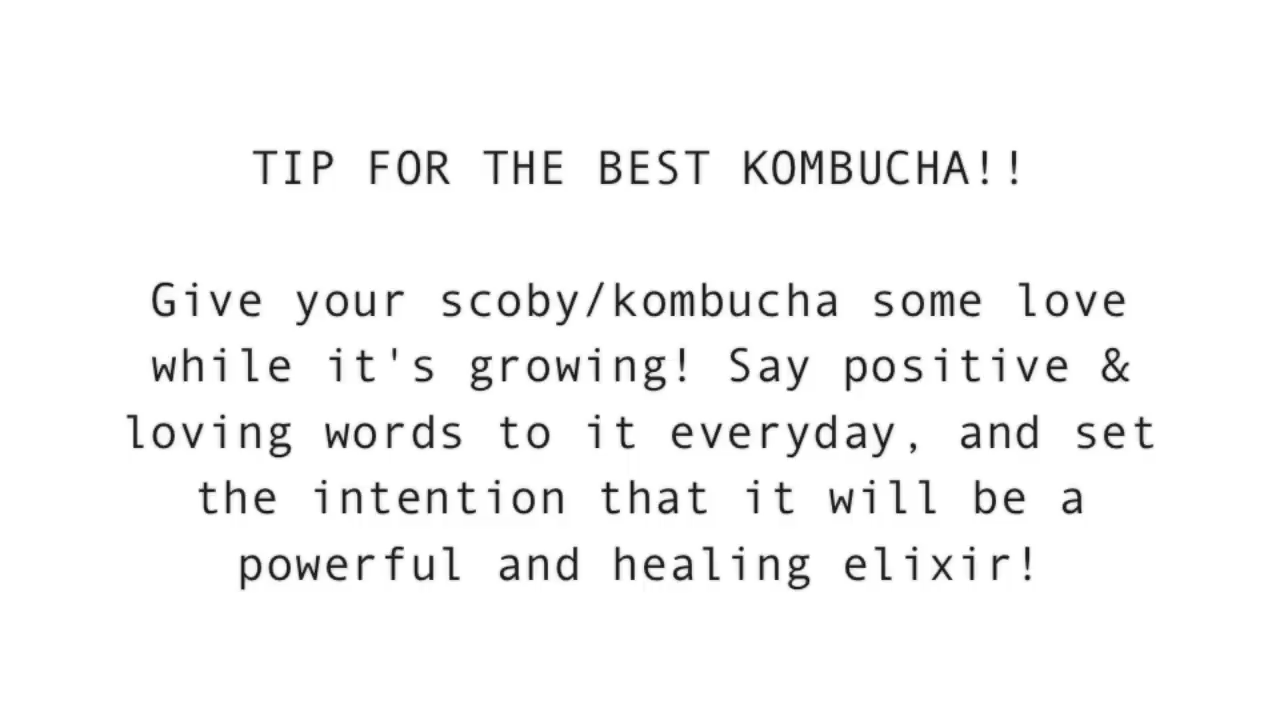 TIP FOR THE BEST KOMBUCHA!!
Give your scoby/kombucha some love
while it's growing! Say positive &
loving words to it everyday, and set
the intention that it will be a
powerful and healing elixir!